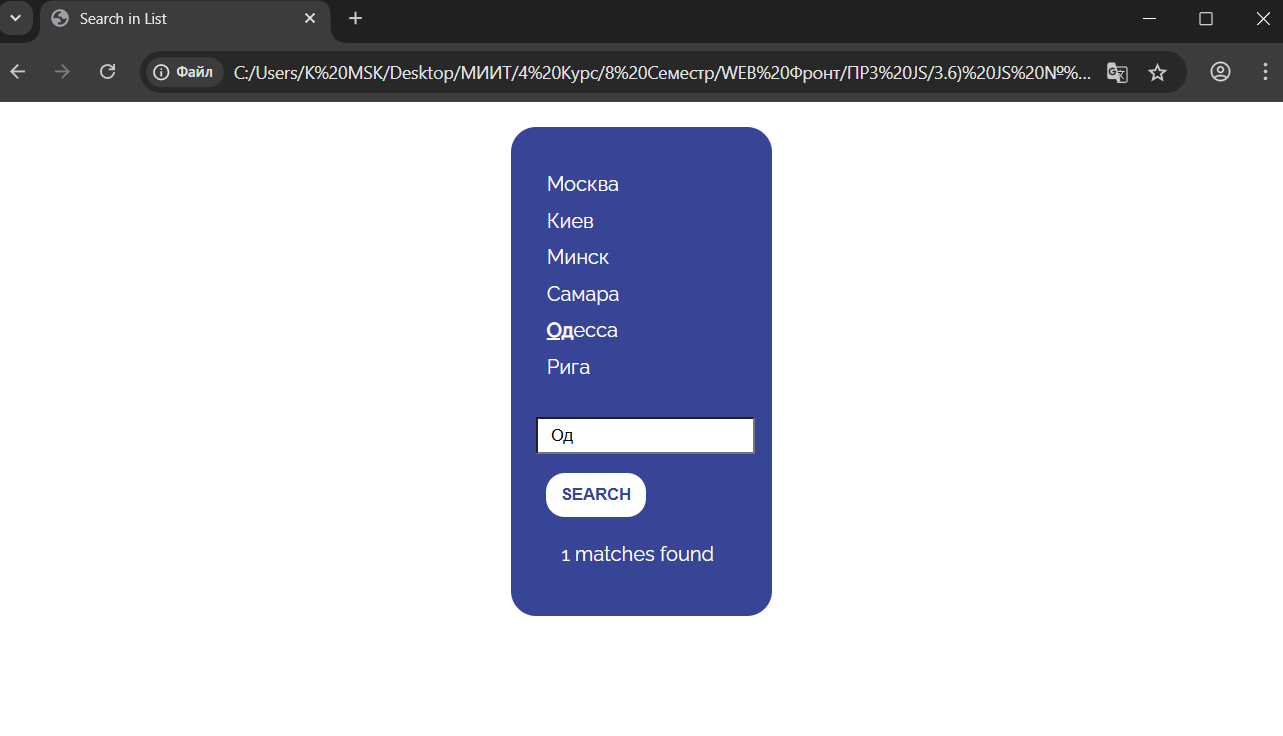 Search in List
Файл C:/Users/K%20MSK/Desktop/МИИТ/4%20Курс/8%20Семестр/WEB%20Фронт/ПР3%20JS/3.6)%20JS%20№%...
Москва
Киев
Минск
Самара
Одесса
Рига
Од
SEARCH
1 matches found